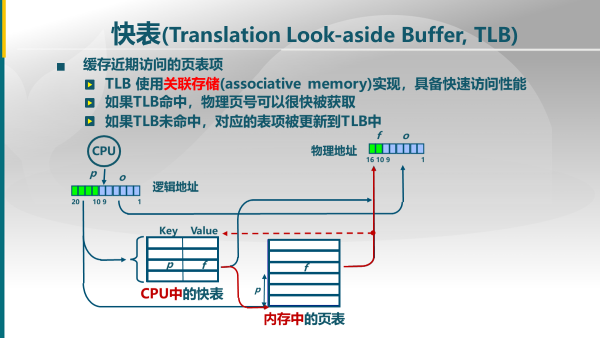 快表(Translation Look-aside Buffer, TLB)
缓存近期访问的页表项
TLB 使用关联存储(associative memory)实现，具备快速访问性能
如果TLB命中，物理页号可以很快被获取
如果TLB未命中，对应的表项被更新到TLB中
f o
CPU
物理地址
16 10 9 1
p o
逻辑地址
20 10 9 1
Key Value
p f
f
p
CPU中的快表
内存中的页表